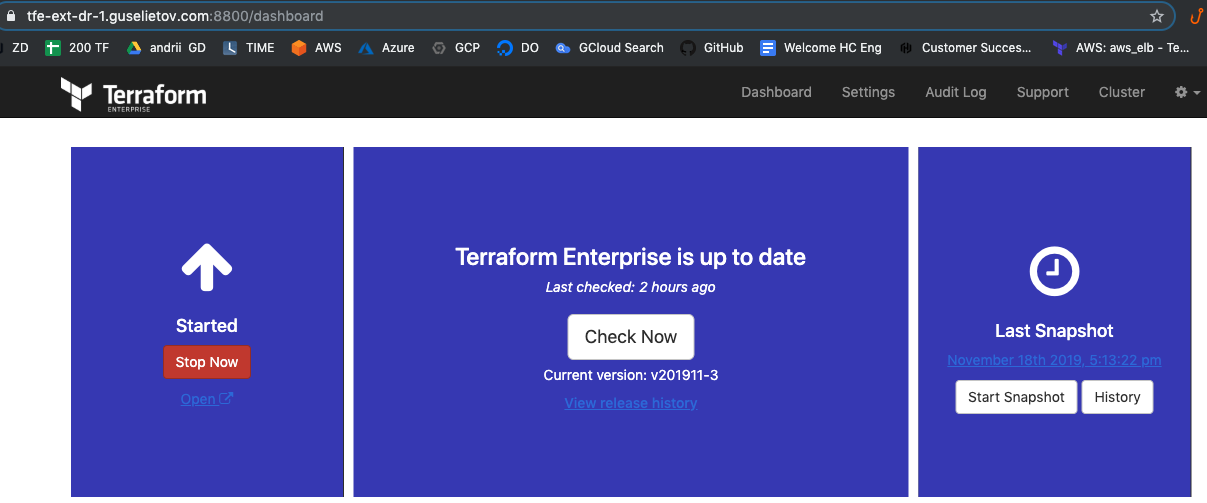 tfe-ext-dr-1.guselietov.com:8800/dashboard
ZD 200 TF andrii GD TIME AWS Azure GCP DO GCloud Search GitHub Welcome HC Eng Customer Succes... AWS: aws_elb - Te...
Terraform
ENTERPRISE
Dashboard Settings Audit Log Support Cluster
Started
Stop Now
Open
Terraform Enterprise is up to date
Last checked: 2 hours ago
Check Now
Current version: v201911-3
View release history
Last Snapshot
November 18th 2019, 5:13:22 pm
Start Snapshot History